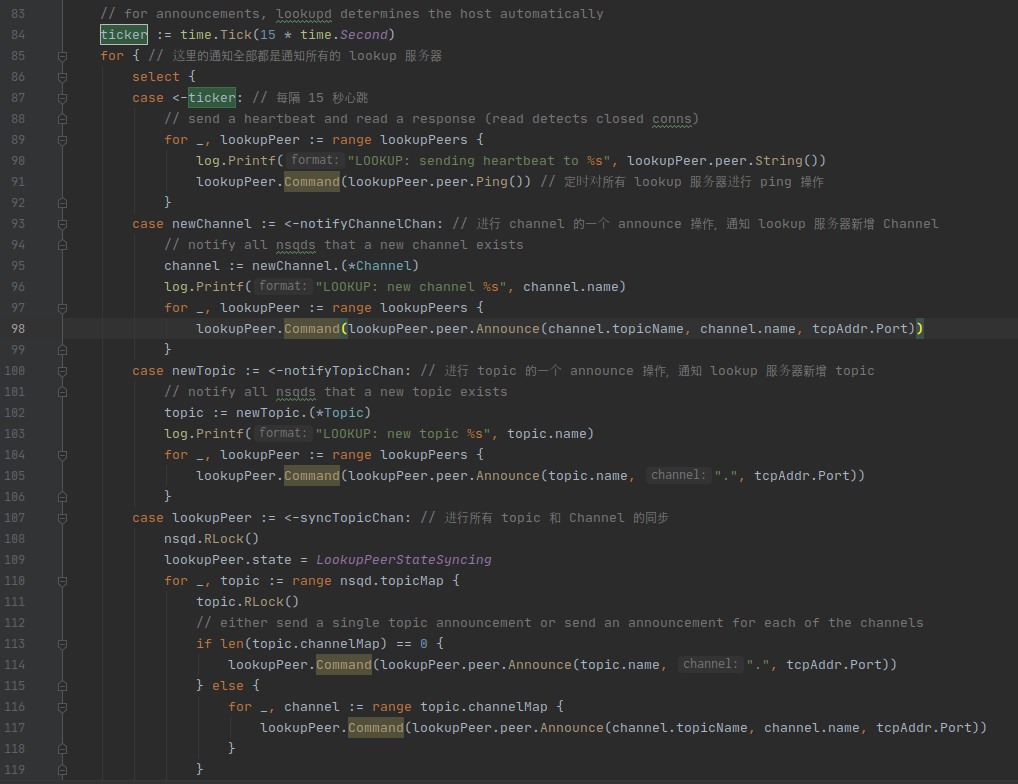 83 // for announcements, lookupd determines the host automatically
84 ticker := time.Tick(15 * time.Second)
85 for { // 这里的通知全部都是通知所有的 lookup 服务器
86 select {
87 case <-ticker: // 每隔 15 秒心跳
88 // send a heartbeat and read a response (read detects closed conns)
89 for _, lookupPeer := range lookupPeers {
90 log.Printf( format: "LOOKUP: sending heartbeat to %s", lookupPeer.peer.String())
91 lookupPeer.Command(lookupPeer.peer.Ping()) // 定时对所有 lookup 服务器进行 ping 操作
92 }
93 case newChannel := <-notifyChannelChan: // 进行 channel 的一个 announce 操作，通知 lookup 服务器新增 Channel
94 // notify all nsqds that a new channel exists
95 channel := newChannel.(*Channel)
96 log.Printf( format: "LOOKUP: new channel %s", channel.name)
97 for _, lookupPeer := range lookupPeers {
98 lookupPeer.Command(lookupPeer.peer.Announce(channel.topicName, channel.name, tcpAddr.Port))
99 }
100 case newTopic := <-notifyTopicChan: // 进行 topic 的一个 announce 操作，通知 lookup 服务器新增 topic
101 // notify all nsqds that a new topic exists
102 topic := newTopic.(*Topic)
103 log.Printf( format: "LOOKUP: new topic %s", topic.name)
104 for _, lookupPeer := range lookupPeers {
105 lookupPeer.Command(lookupPeer.peer.Announce(topic.name, channel: ".", tcpAddr.Port))
106 }
107 case lookupPeer := <-syncTopicChan: // 进行所有 topic 和 Channel 的同步
108 nsqd.RLock()
109 lookupPeer.state = LookupPeerStateSyncing
110 for _, topic := range nsqd.topicMap {
111 topic.RLock()
112 // either send a single topic announcement or send an announcement for each of the channels
113 if len(topic.channelMap) == 0 {
114 lookupPeer.Command(lookupPeer.peer.Announce(topic.name, channel: ".", tcpAddr.Port))
115 } else {
116 for _, channel := range topic.channelMap {
117 lookupPeer.Command(lookupPeer.peer.Announce(channel.topicName, channel.name, tcpAddr.Port))
118 }
119 }